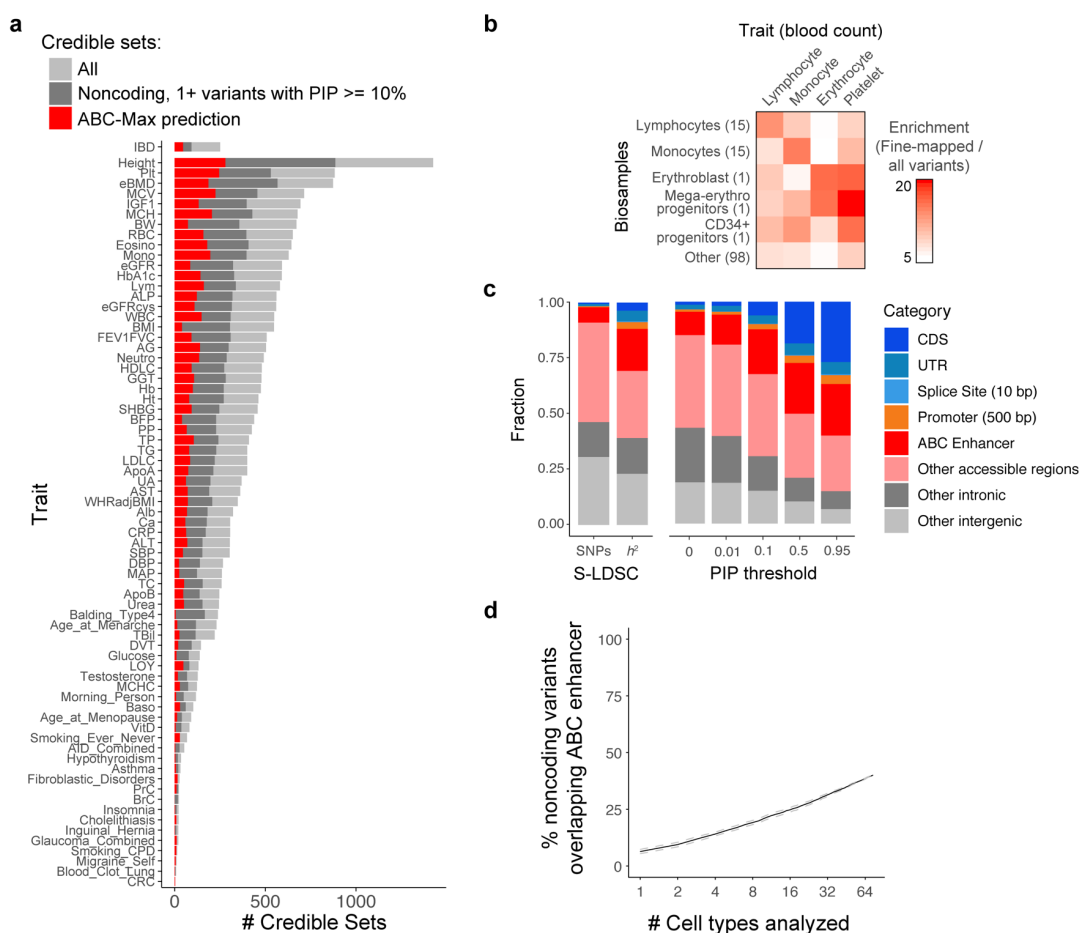 a
Credible sets:
All
Noncoding, 1+ variants with PIP >= 10%
ABC-Max prediction
Trait
IBD
Height
Plt
eBMD
MCV
IGF1
MCH
BW
RBC
Eosino
Mono
eGFR
HbA1c
Lym
ALP
eGFRcys
WBC
BMI
FEV1FVC
AG
Neutro
HDLC
GGT
Hb
Ht
SHBG
BFP
PP
TP
TG
LDLC
ApoA
UA
AST
WHRadjBMI
Alb
Ca
CRP
ALT
SBP
DBP
MAP
TC
ApoB
Urea
Balding_Type4
Age_at_Menarche
TBil
DVT
Glucose
LOY
Testosterone
MCHC
Morning_Person
Baso
Age_at_Menopause
VitD
Smoking_Ever_Never
AID_Combined
Hypothyroidism
Asthma
Fibroblastic_Disorders
PrC
BrC
Insomnia
Cholelithiasis
Inguinal_Hernia
Glaucoma_Combined
Smoking_CPD
Migraine_Self
Blood_Clot_Lung
CRC
0
500
1000
# Credible Sets
b
Trait (blood count)
Lymphocyte
Monocyte
Erythrocyte
Platelet
Biosamples
Lymphocytes (15)
Monocytes (15)
Erythroblast (1)
Mega-erythro
progenitors (1)
CD34+
progenitors (1)
Other (98)
Enrichment
(Fine-mapped /
all variants)
20
5
c
Fraction
1.00
0.75
0.50
0.25
0.00
SNPs
h²
S-LDSC
0
0.01
0.1
0.5
0.95
PIP threshold
Category
CDS
UTR
Splice Site (10 bp)
Promoter (500 bp)
ABC Enhancer
Other accessible regions
Other intronic
Other intergenic
d
% noncoding variants
overlapping ABC enhancer
100
75
50
25
0
1
2
4
8
16
32
64
# Cell types analyzed